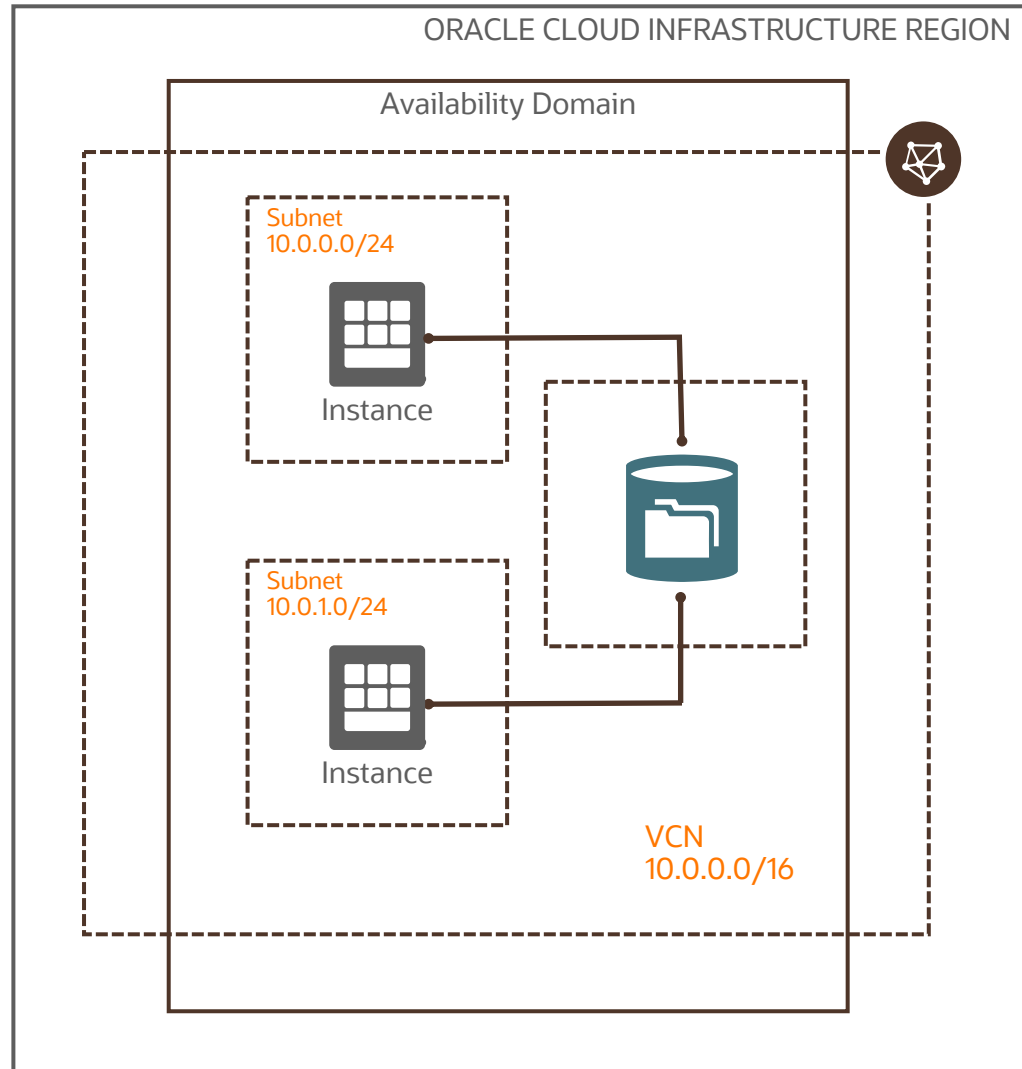 ORACLE CLOUD INFRASTRUCTURE REGION
Availability Domain
Subnet
10.0.0.0/24
Instance
Subnet
10.0.1.0/24
Instance
VCN
10.0.0.0/16